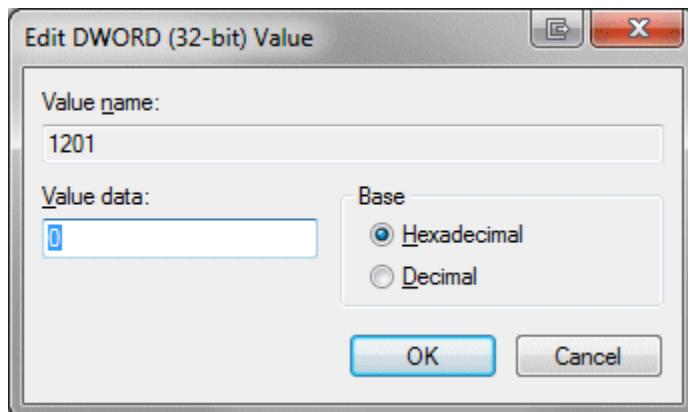 Edit DWORD (32-bit) Value
Value name:
1201
Value data:
0
Base
Hexadecimal
Decimal
OK
Cancel